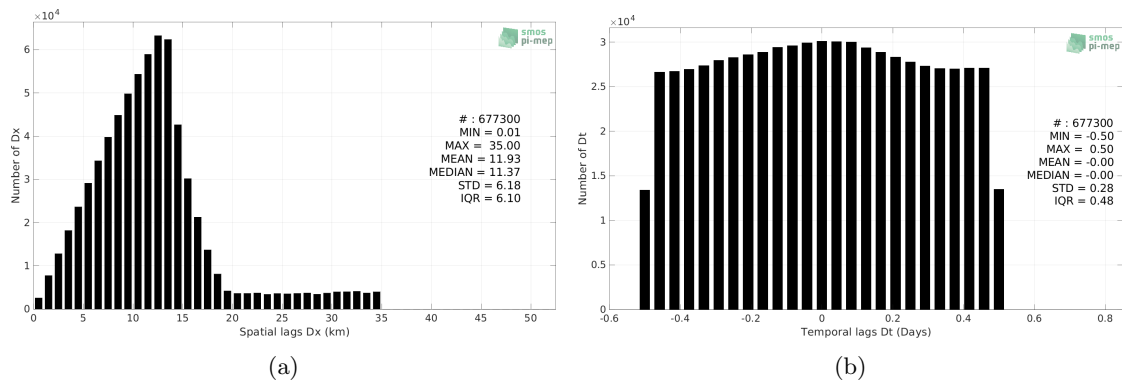 ×10⁴
6
5
4
3
2
1
0
Number of Dx
0 5 10 15 20 25 30 35 40 45 50
Spatial lags Dx (km)
smos
pi-mep
# : 677300
MIN = 0.01
MAX = 35.00
MEAN = 11.93
MEDIAN = 11.37
STD = 6.18
IQR = 6.10
(a)
×10⁴
3
2.5
2
1.5
1
0.5
0
Number of Dt
-0.6 -0.4 -0.2 0 0.2 0.4 0.6 0.8
Temporal lags Dt (Days)
smos
pi-mep
# : 677300
MIN = -0.50
MAX = 0.50
MEAN = -0.00
MEDIAN = -0.00
STD = 0.28
IQR = 0.48
(b)